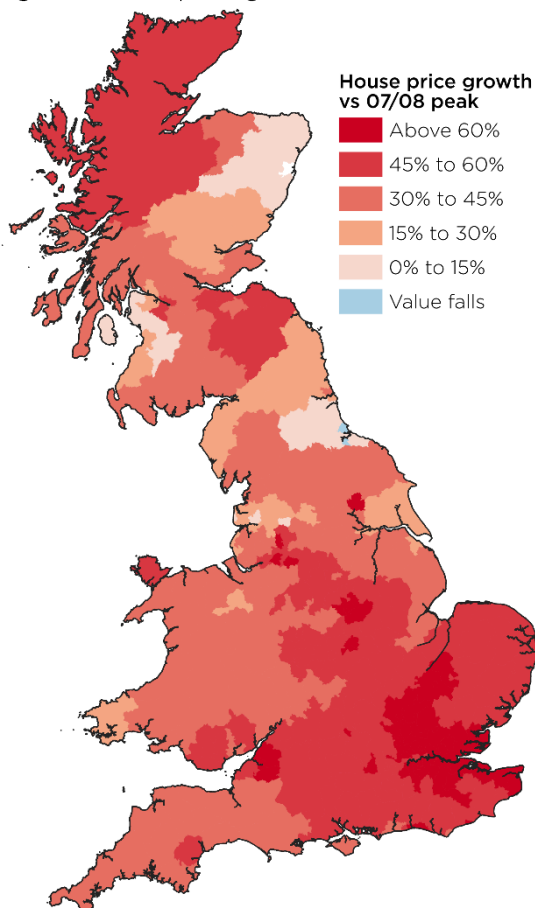 House price growth
vs 07/08 peak
Above 60%
45% to 60%
30% to 45%
15% to 30%
0% to 15%
Value falls